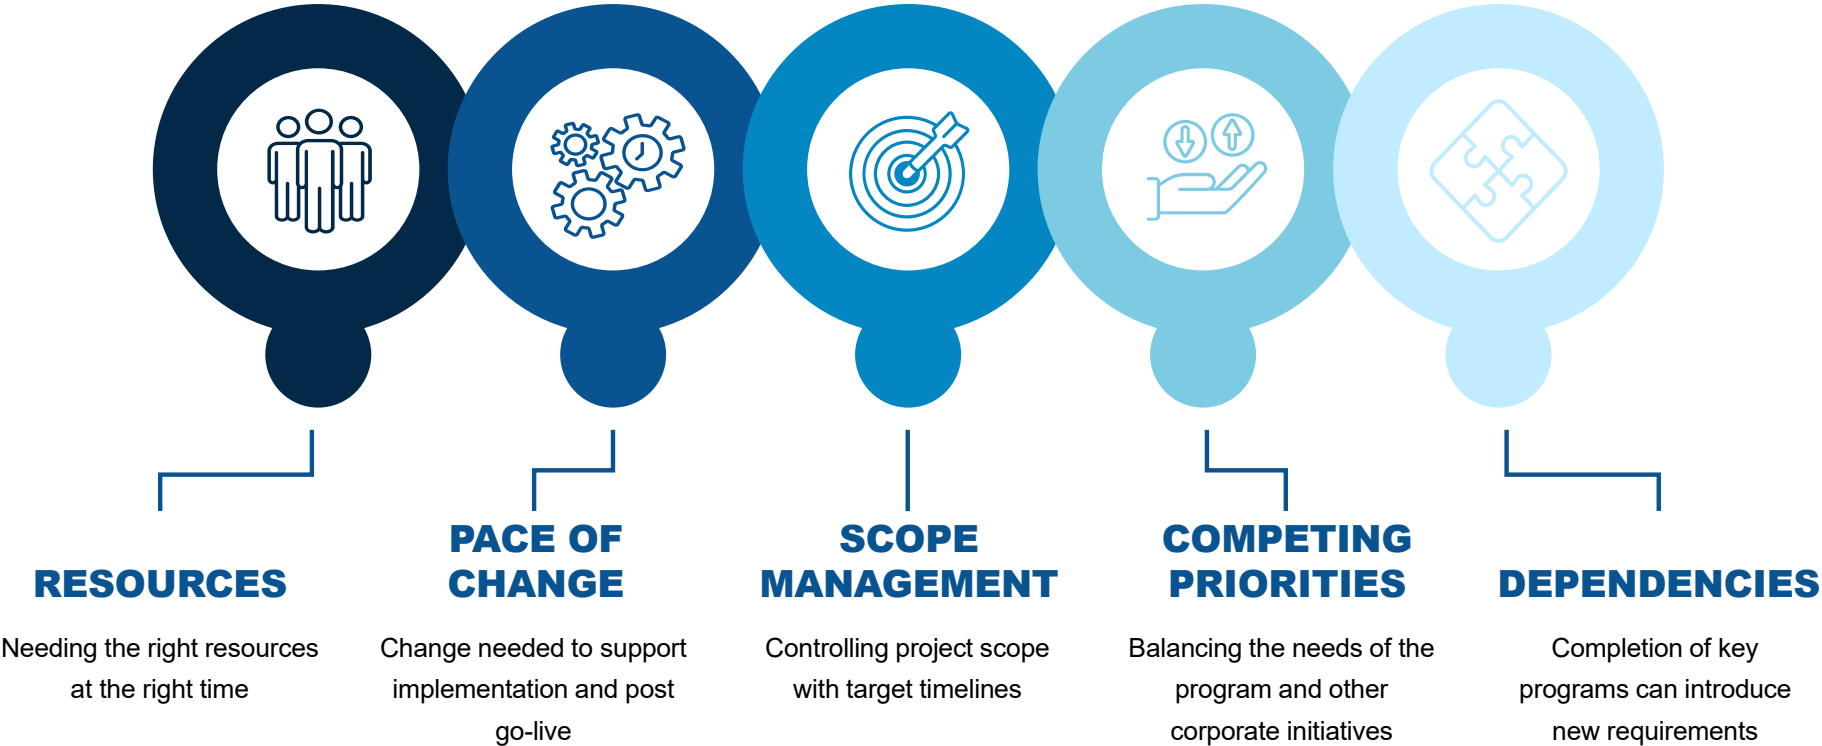 RESOURCES
Needing the right resources
at the right time
PACE OF
CHANGE
Change needed to support
implementation and post
go-live
SCOPE
MANAGEMENT
Controlling project scope
with target timelines
COMPETING
PRIORITIES
Balancing the needs of the
program and other
corporate initiatives
DEPENDENCIES
Completion of key
programs can introduce
new requirements